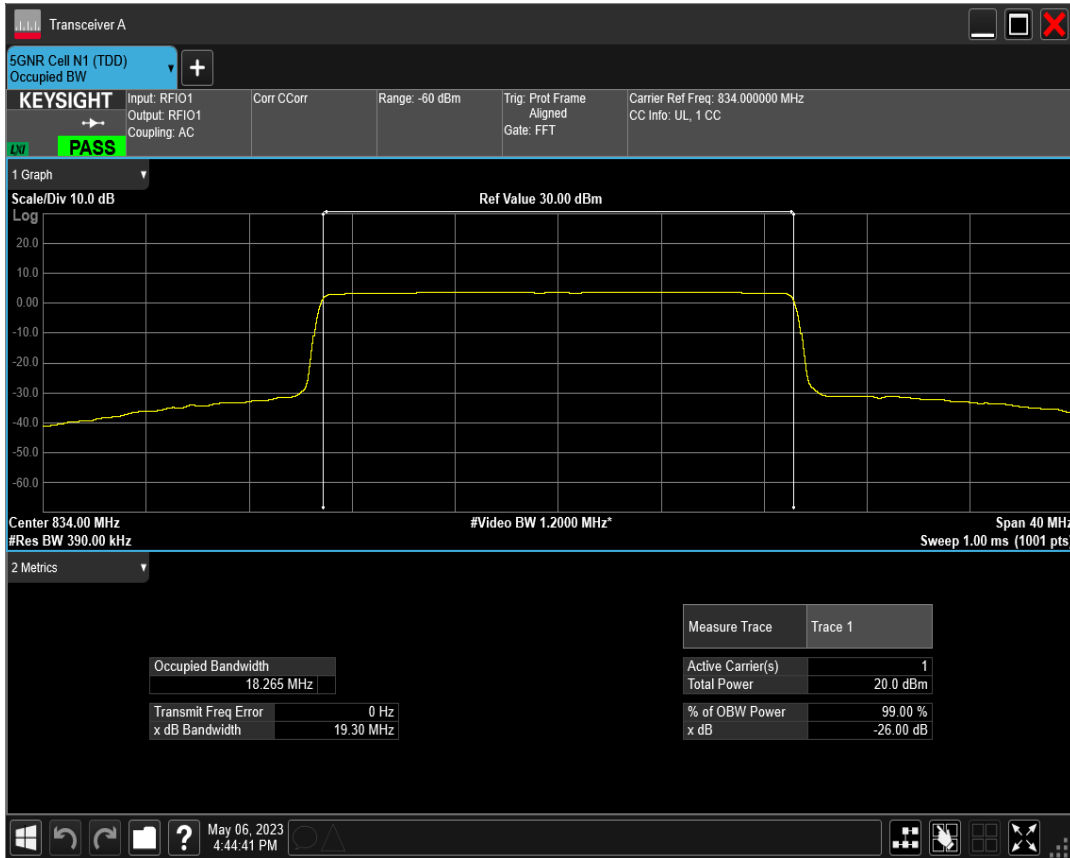 Transceiver A
5GNR Cell N1 (TDD)
Occupied BW
+
KEYSIGHT
LXI
PASS
Input: RFIO1
Output: RFIO1
Coupling: AC
Corr CCorr
Range: -60 dBm
Trig: Prot Frame
Aligned
Gate: FFT
Carrier Ref Freq: 834.000000 MHz
CC Info: UL, 1 CC
1 Graph
Scale/Div 10.0 dB
Ref Value 30.00 dBm
Log
20.0
10.0
0.00
-10.0
-20.0
-30.0
-40.0
-50.0
-60.0
Center 834.00 MHz
#Video BW 1.2000 MHz*
Span 40 MHz
#Res BW 390.00 kHz
Sweep 1.00 ms (1001 pts)
2 Metrics
Measure Trace Trace 1
Occupied Bandwidth
18.265 MHz
Active Carrier(s) 1
Total Power 20.0 dBm
Transmit Freq Error 0 Hz
x dB Bandwidth 19.30 MHz
% of OBW Power 99.00 %
x dB -26.00 dB
?
May 06, 2023
4:44:41 PM